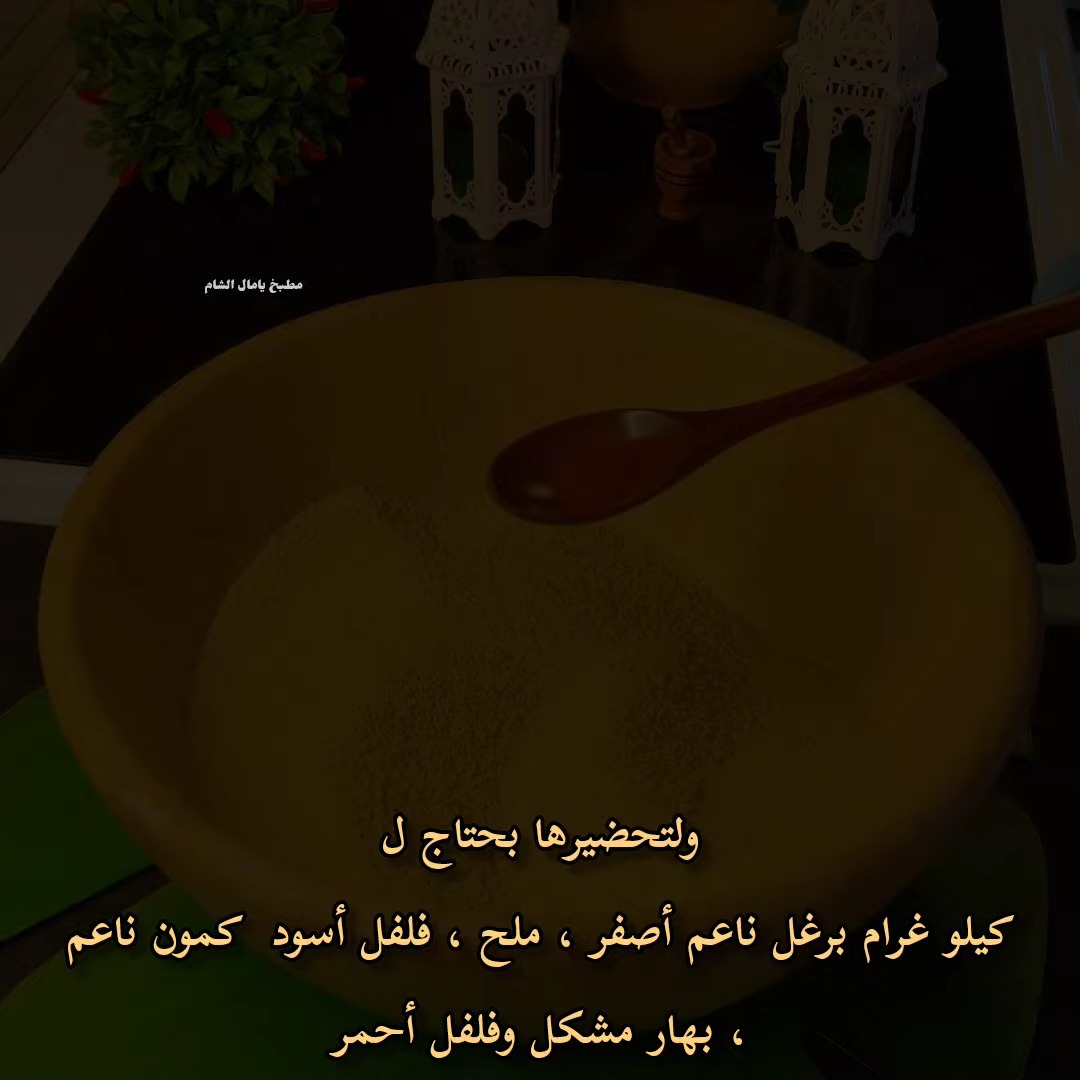 مطبخ يامال الشام
ولتحضيرها بحتاج ل
كيلو غرام برغل ناعم أصفر ، ملح ، فلفل أسود كمون ناعم
، بهار مشكل وفلفل أحمر